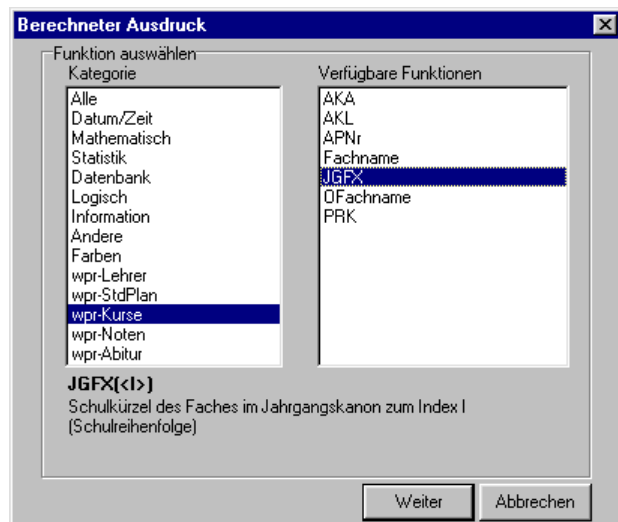 Berechneter Ausdruck
Funktion auswählen
Kategorie
Verfügbare Funktionen
Alle
Datum/Zeit
Mathematisch
Statistik
Datenbank
Logisch
Information
Andere
Farben
wpr-Lehrer
wpr-StdPlan
wpr-Kurse
wpr-Noten
wpr-Abitur
AKA
AKL
APNr
Fachname
JGFX
OFachname
PRK
JGFX(<I>)
Schulkürzel des Faches im Jahrgangskanon zum Index I
(Schulreihenfolge)
Weiter
Abbrechen